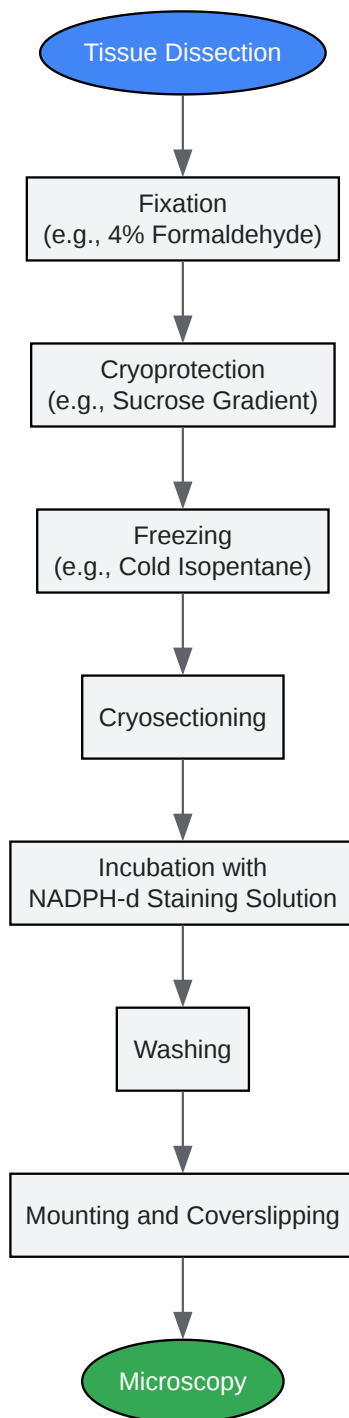 Tissue Dissection
Fixation
(e.g., 4% Formaldehyde)
Cryoprotection
(e.g., Sucrose Gradient)
Freezing
(e.g., Cold Isopentane)
Cryosectioning
Incubation with
NADPH-d Staining Solution
Washing
Mounting and Coverslipping
Microscopy